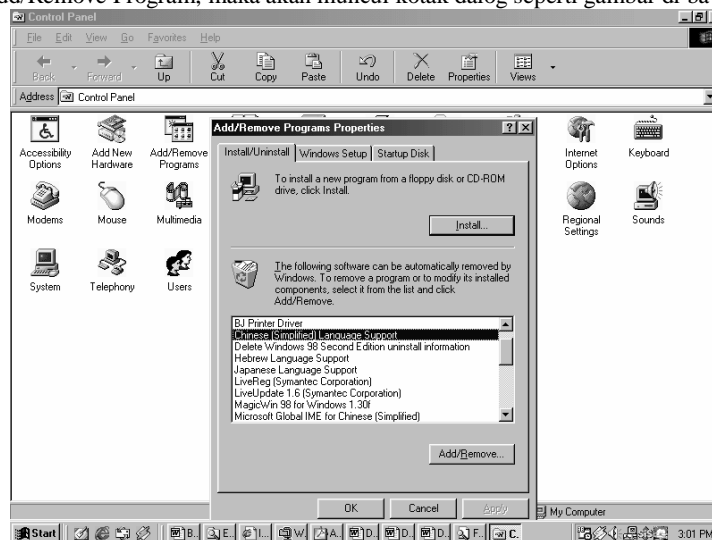 dd/Remove Program, maka akan muncul kotak dalog seperti gambar di ba
Control Panel
File Edit View Go Favorites Help
Back Forward Up Cut Copy Paste Undo Delete Properties Views
Address Control Panel
Accessibility Options
Add New Hardware
Add/Remove Programs
Internet Options
Keyboard
Modems
Mouse
Multimedia
Regional Settings
Sounds
System
Telephony
Users
Add/Remove Programs Properties
Install/Uninstall Windows Setup Startup Disk
To install a new program from a floppy disk or CD-ROM
drive, click Install.
Install...
The following software can be automatically removed by
Windows. To remove a program or to modify its installed
components, select it from the list and click
Add/Remove.
BJ Printer Driver
Chinese (Simplified) Language Support
Delete Windows 98 Second Edition uninstall information
Hebrew Language Support
Japanese Language Support
LiveReg (Symantec Corporation)
LiveUpdate 1.6 (Symantec Corporation)
MagicWin 98 for Windows 1.30f
Microsoft Global IME for Chinese (Simplified)
Add/Remove...
OK Cancel Apply
My Computer
Start B.. E.. I... W. A.. D.. D.. D.. F.. C. 3:01 PM